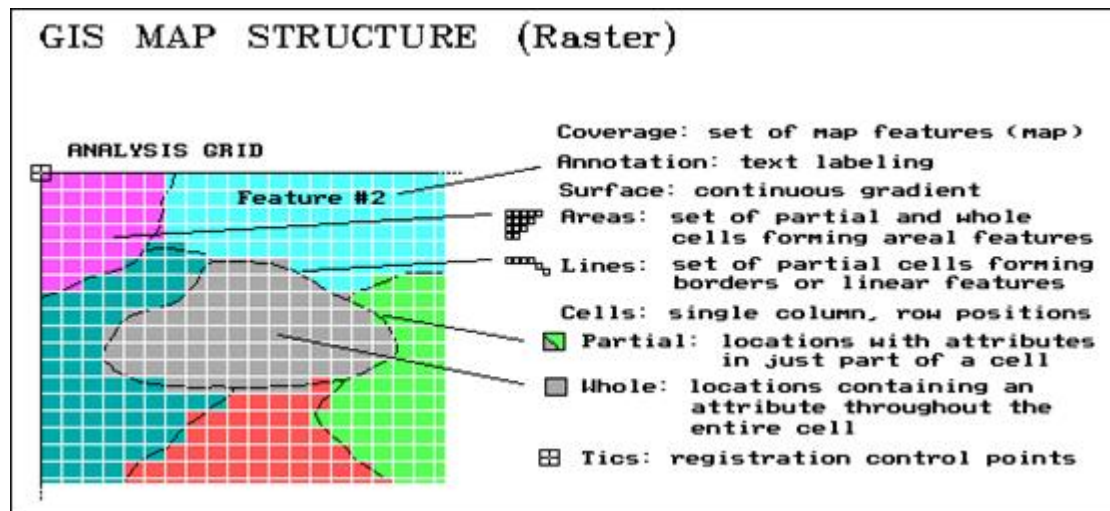 GIS MAP STRUCTURE (Raster)
ANALYSIS GRID
Feature #2
Coverage: set of map features (map)
Annotation: text labeling
Surface: continuous gradient
Areas: set of partial and whole
cells forming areal features
Lines: set of partial cells forming
borders or linear features
Cells: single column, row positions
Partial: locations with attributes
in just part of a cell
Whole: locations containing an
attribute throughout the
entire cell
Tics: registration control points